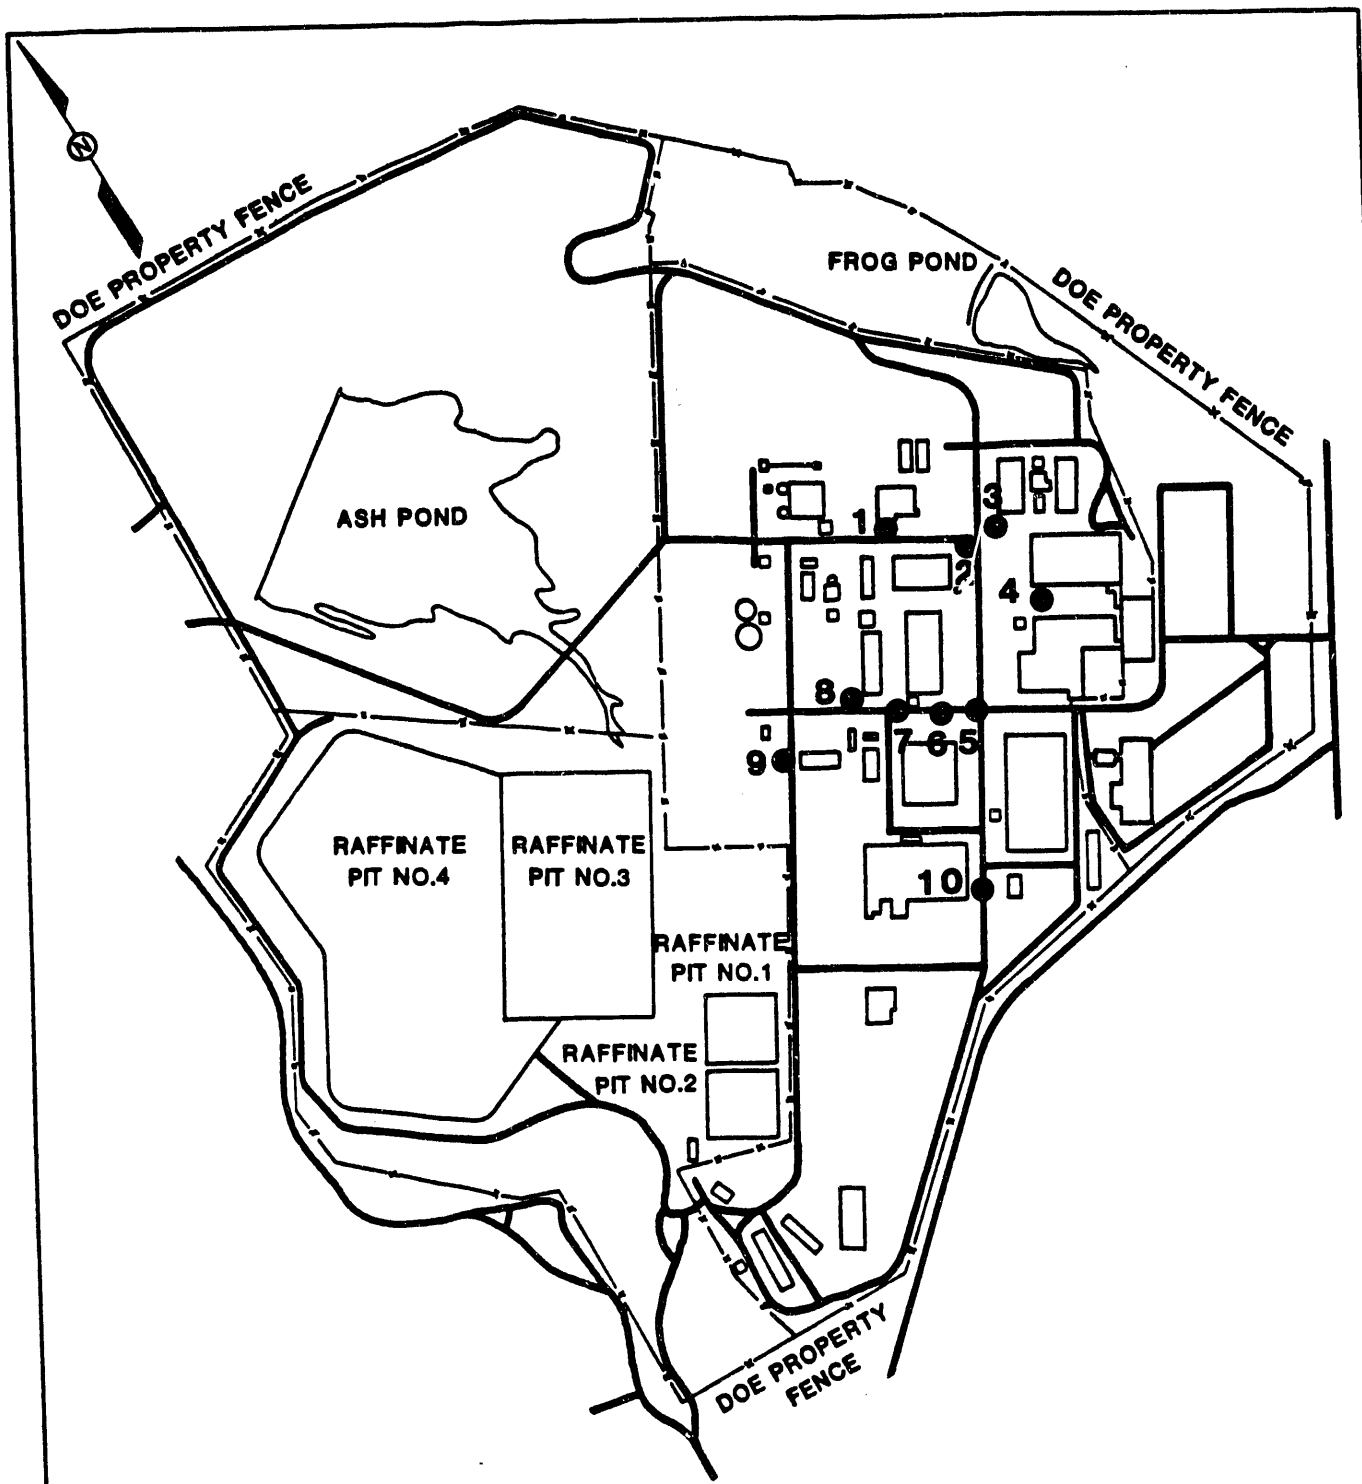 N
DOE PROPERTY FENCE
FROG POND
DOE PROPERTY FENCE
ASH POND
1
2
3
4
8
7
6
5
9
RAFFINATE
PIT NO.4
RAFFINATE
PIT NO.3
10
RAFFINATE
PIT NO.1
RAFFINATE
PIT NO.2
DOE PROPERTY
FENCE